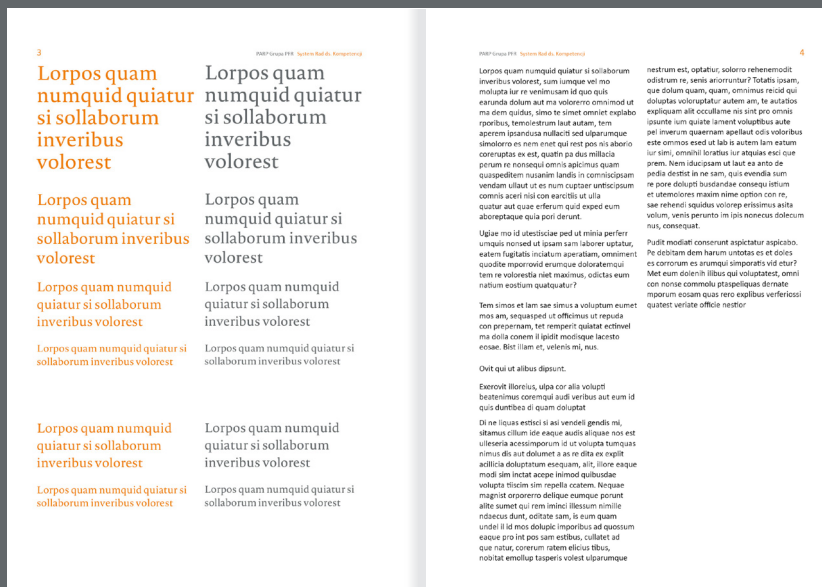 3
PARP Grupa PFR System Rad ds. Kompetencji
Lorpos quam
numquid quiatur
si sollaborum
inveribus
volorest
Lorpos quam
numquid quiatur
si sollaborum
inveribus
volorest
Lorpos quam
numquid quiatur si
sollaborum inveribus
volorest
Lorpos quam
numquid quiatur si
sollaborum inveribus
volorest
Lorpos quam numquid
quiatur si sollaborum
inveribus volorest
Lorpos quam numquid
quiatur si sollaborum
inveribus volorest
Lorpos quam numquid quiatur si
sollaborum inveribus volorest
Lorpos quam numquid quiatur si
sollaborum inveribus volorest
Lorpos quam numquid
quiatur si sollaborum
inveribus volorest
Lorpos quam numquid
quiatur si sollaborum
inveribus volorest
Lorpos quam numquid quiatur si
sollaborum inveribus volorest
Lorpos quam numquid quiatur si
sollaborum inveribus volorest
PARP Grupa PFR System Rad ds. Kompetencji
4
Lorpos quam numquid quiatur si sollaborum
inveribus volorest, sum iumque vel mo
molupta iur re venimusam id quo quis
earunda dolum aut ma volorerro omnimod ut
ma dem quidus, simo te simet omniet explabo
rporibus, temolestrum laut autam, tem
aperem ipsandusa nullaciti sed ulparumque
simolorro es nem enet qui rest pos nis aborio
coreruptas ex est, quatin pa dus millacia
perum re nonsequi omnis apicimus quam
quaspeditem nusanim landis in comniscipsam
vendam ullaut ut es num cuptaer untiscipsum
comnis aceri nisi con earcitiis ut ulla
quatur aut quae erferum quid exped eum
aboreptaque quia pori derunt.
Ugiae mo id utestisciae ped ut minia perferr
umquis nonsed ut ipsam sam laborer uptatur,
eatem fugitatis inciatum aperatiam, omniment
quodite mporrovid erumque doloratemqui
tem re volorestia niet maximus, odictas eum
natium eostium quatquatur?
Tem simos et lam sae simus a voluptum eumet
mos am, sequasped ut officimus ut repuda
con prepernam, tet remperit quiatat ectinvel
ma dolla conem il ipidit modisque lacesto
eosae. Bist illam et, velenis mi, nus.
Ovit qui ut alibus dipsunt.
Exerovit illoreius, ulpa cor alia volupti
beatenimus coremqui audi veribus aut eum id
quis duntibea di quam doluptat
Di ne liquas estisci si asi vendeli gendis mi,
sitamus cillum ide eaque audis aliquae nos est
ulleseria acessimporum id ut volupta tumquas
nimus dis aut dolumet a as re dita ex explit
acillicia doluptatum esequam, alit, illore eaque
modi sim inctat acepe inimod quibusdae
volupta tiiscim sim repella ccatem. Nequae
magnist orporerro delique eumque porunt
alite sumet qui rem iminci illessum nimille
ndaecus dunt, oditate sam, is eum quam
undel il id mos dolupic imporibus ad quossum
eaque pro int pos sam estibus, cullatet ad
que natur, corerum ratem elicius tibus,
nobitat emollup tasperis volest ulparumque
nestrum est, optatiur, solorro rehenemodit
odistrum re, senis ariorruntur? Totatis ipsam,
que dolum quam, quam, omnimus reicid qui
doluptas voloruptatur autem am, te autatios
expliquam alit occullame nis sint pro omnis
ipsunte ium quiate lament voluptibus aute
pel inverum quaernam apellaut odis voloribus
este ommos esed ut lab is autem lam eatum
iur simi, omnihil loratius iur atquias esci que
prem. Nem iducipsam ut laut ea anto de
pedia destist in ne sam, quis evendia sum
re pore dolupti busdandae consequ istium
et utemolores maxim nime option con re,
sae rehendi squidus volorep erissimus asita
volum, venis perunto im ipis nonecus dolecum
nus, consequat.
Pudit modiati conserunt aspictatur aspicabo.
Pe debitam dem harum untotas es et doles
es corrorum es arumqui simporatis vid etur?
Met eum dolenih ilibus qui voluptatest, omni
con nonse commolu ptaspeliquas dernate
mporum eosam quas rero explibus verferiossi
quatest veriate officie nestior